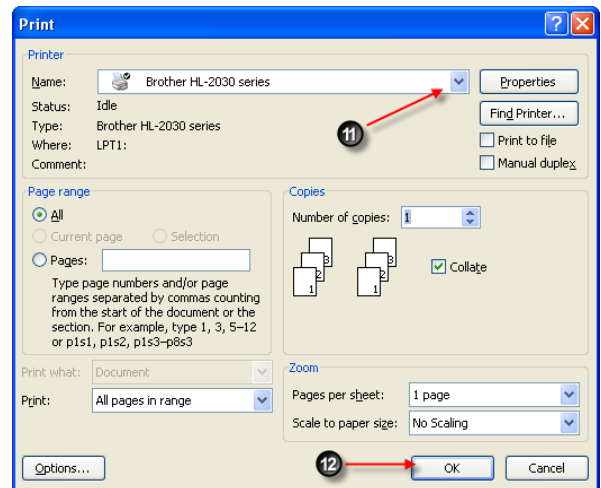 Print
Printer
Name: Brother HL-2030 series Properties
Status: Idle Find Printer...
Type: Brother HL-2030 series
Where: LPT1: 11 Print to file
Comment: Manual duplex
Page range
All
Current page Selection
Pages:
Type page numbers and/or page
ranges separated by commas counting
from the start of the document or the
section. For example, type 1, 3, 5–12
or p1s1, p1s2, p1s3–p8s3
Copies
Number of copies: 1
3 3
2 2
1 1
Collate
Print what: Document
Print: All pages in range
Zoom
Pages per sheet: 1 page
Scale to paper size: No Scaling
Options... 12 OK Cancel